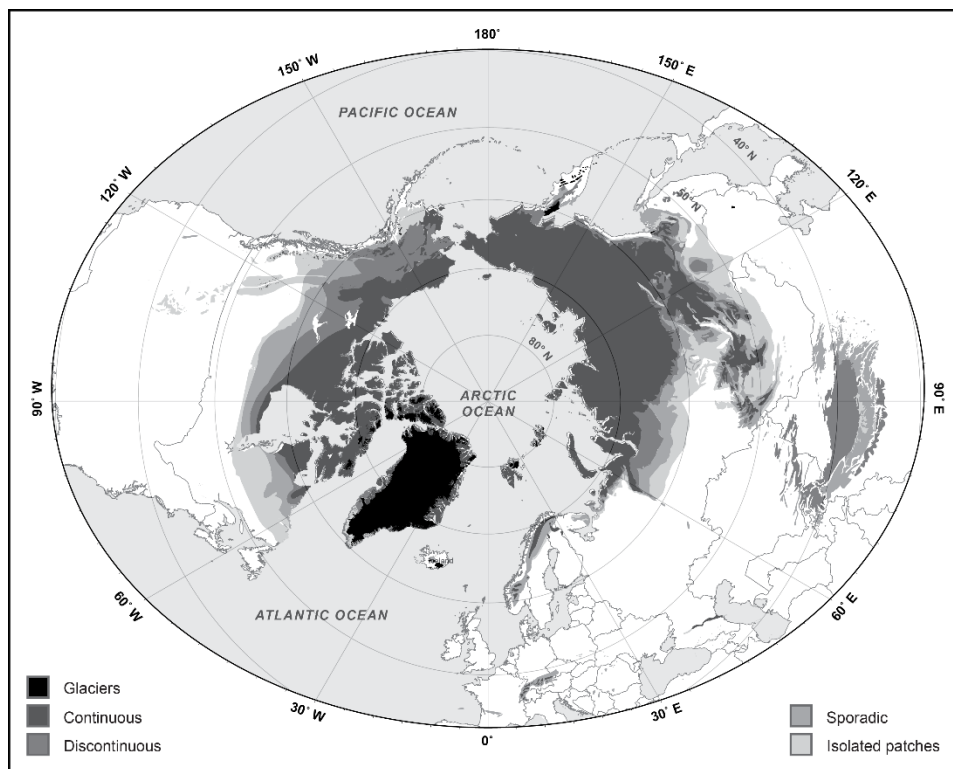 180°
150° W
150° E
PACIFIC OCEAN
120° W
40° N
120° E
50° N
80° N
ARCTIC
OCEAN
90° W
90° E
Iceland
60° W
ATLANTIC OCEAN
60° E
30° W
0°
30° E
Glaciers
Continuous
Discontinuous
Sporadic
Isolated patches